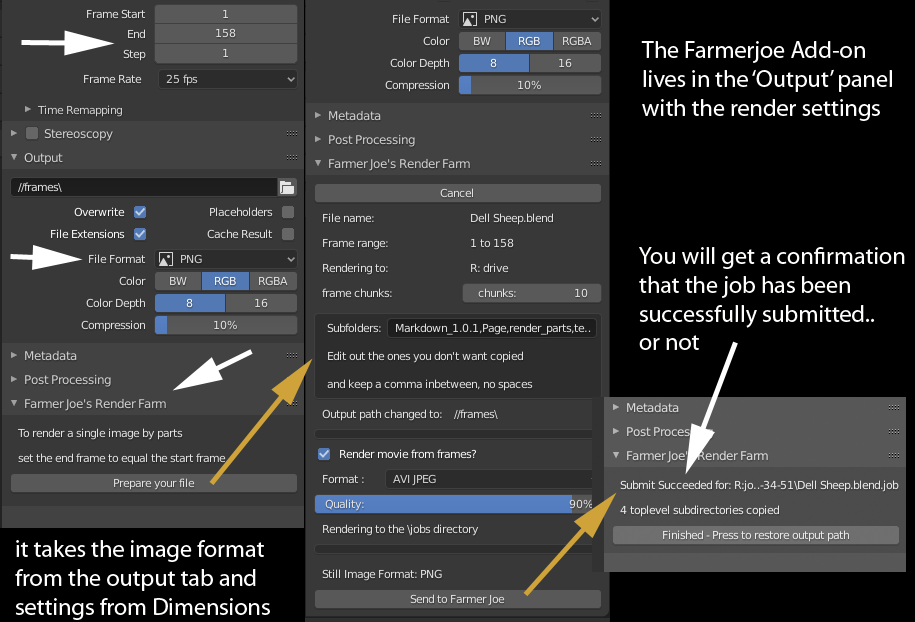 Frame Start 1
End 158
Step 1
Frame Rate 25 fps
Time Remapping
Stereoscopy
Output
//frames\
Overwrite Placeholders
File Extensions Cache Result
File Format PNG
Color BW RGB RGBA
Color Depth 8 16
Compression 10%
Metadata
Post Processing
Farmer Joe's Render Farm
To render a single image by parts
set the end frame to equal the start frame
Prepare your file
it takes the image format
from the output tab and
settings from Dimensions
File Format PNG
Color BW RGB RGBA
Color Depth 8 16
Compression 10%
Metadata
Post Processing
Farmer Joe's Render Farm
Cancel
File name: Dell Sheep.blend
Frame range: 1 to 158
Rendering to: R: drive
frame chunks: chunks: 10
Subfolders: Markdown_1.0.1,Page,render_parts,te..
Edit out the ones you don't want copied
and keep a comma inbetween, no spaces
Output path changed to: //frames\
Render movie from frames?
Format : AVI JPEG
Quality: 90%
Rendering to the \jobs directory
Still Image Format: PNG
Send to Farmer Joe
The Farmerjoe Add-on
lives in the 'Output' panel
with the render settings
You will get a confirmation
that the job has been
successfully submitted..
or not
Metadata
Post Proces
Farmer Joe's Render Farm
Submit Succeeded for: R:jo..-34-51\Dell Sheep.blend.job
4 toplevel subdirectories copied
Finished - Press to restore output path